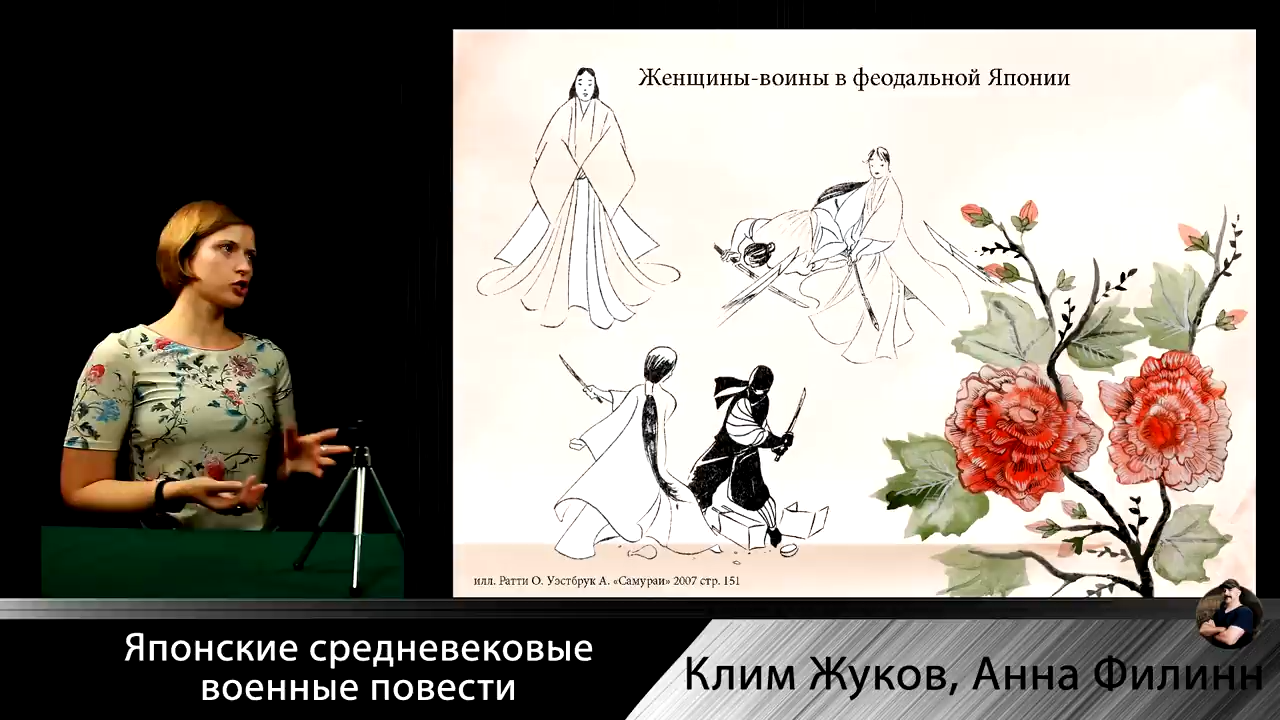 Женщины-воины в феодальной Японии
илл. Ратти О. Уэстбрук А. «Самураи» 2007 стр. 151
Японские средневековые
военные повести
Клим Жуков, Анна Филинн